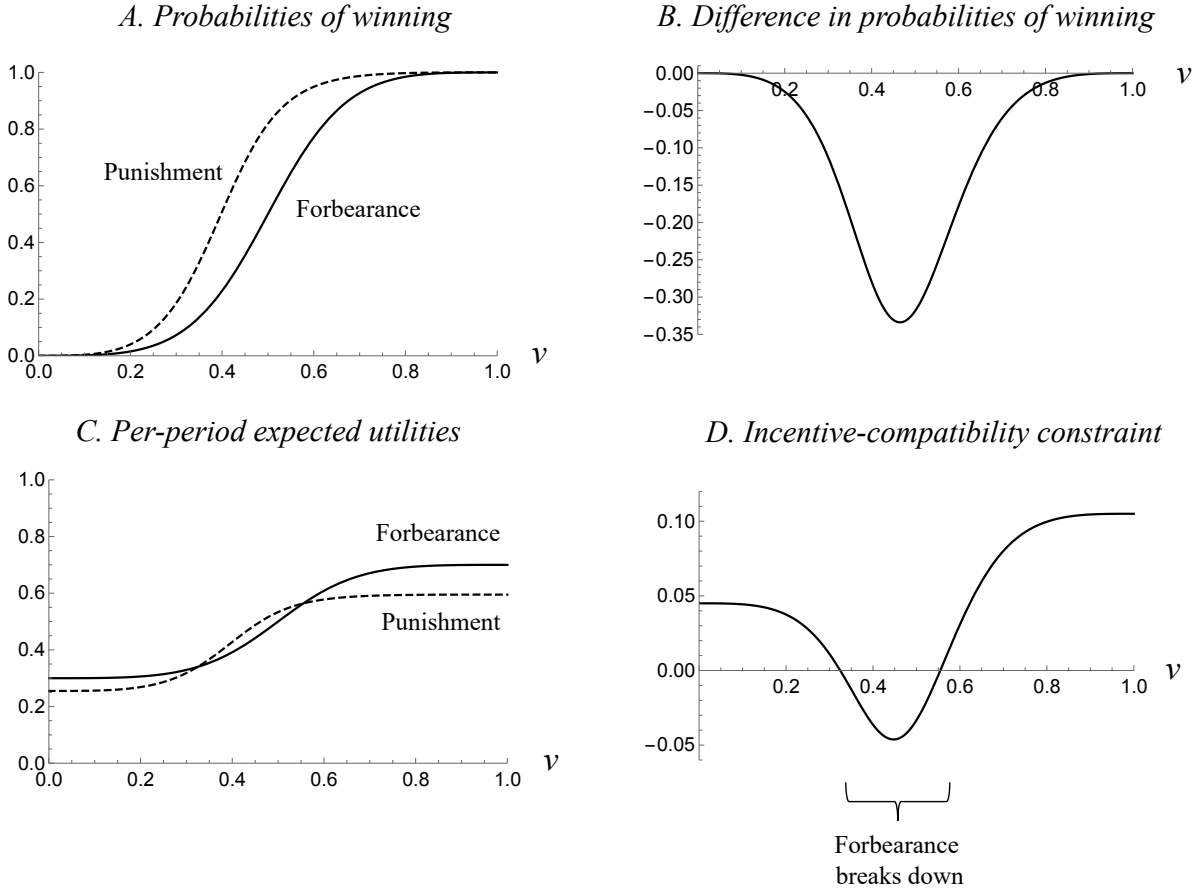 A. Probabilities of winning
1.0
0.8
0.6
0.4
0.2
0.0
Punishment
Forbearance
0.0 0.2 0.4 0.6 0.8 1.0
v
B. Difference in probabilities of winning
0.00
−0.05
−0.10
−0.15
−0.20
−0.25
−0.30
−0.35
0.2 0.4 0.6 0.8 1.0
v
C. Per-period expected utilities
1.0
0.8
0.6
0.4
0.2
0.0
Forbearance
Punishment
0.0 0.2 0.4 0.6 0.8 1.0
v
D. Incentive-compatibility constraint
0.10
0.05
0.00
−0.05
0.2 0.4 0.6 0.8 1.0
v
Forbearance
breaks down